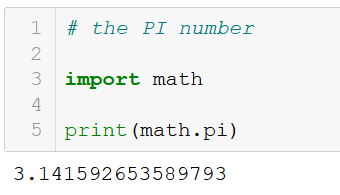 1 # the PI number
2
3 import math
4
5 print(math.pi)
3.141592653589793